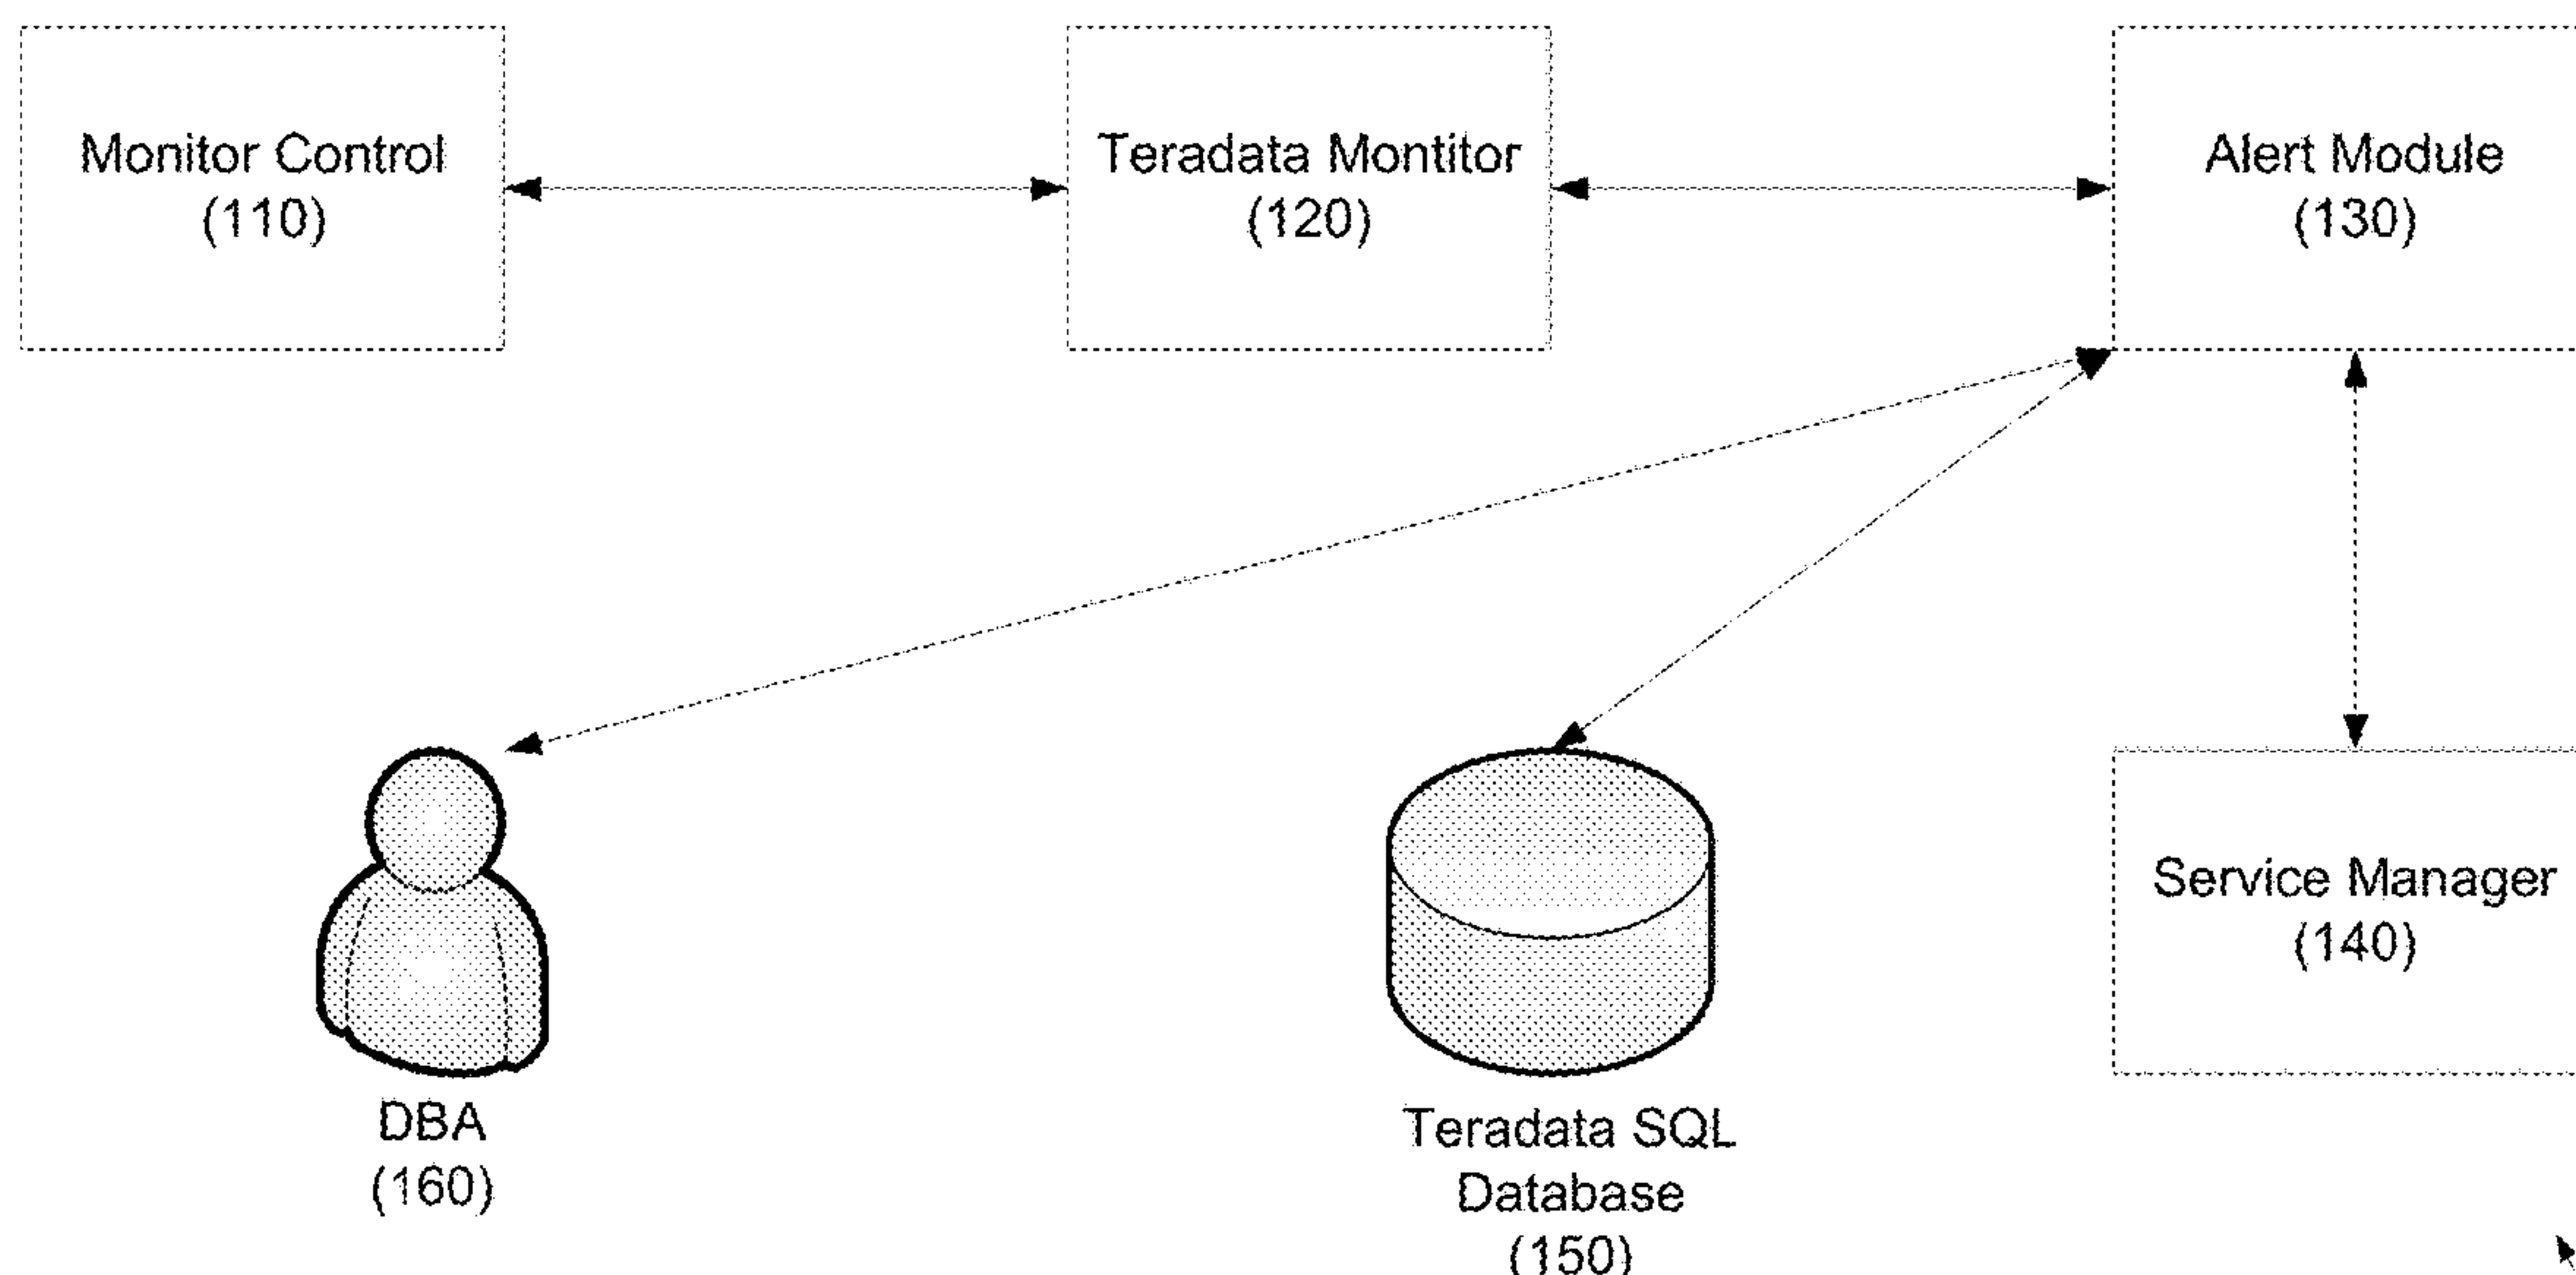 Monitor Control
(110)
Teradata Montitor
(120)
Alert Module
(130)
DBA
(160)
Teradata SQL
Database
(150)
Service Manager
(140)